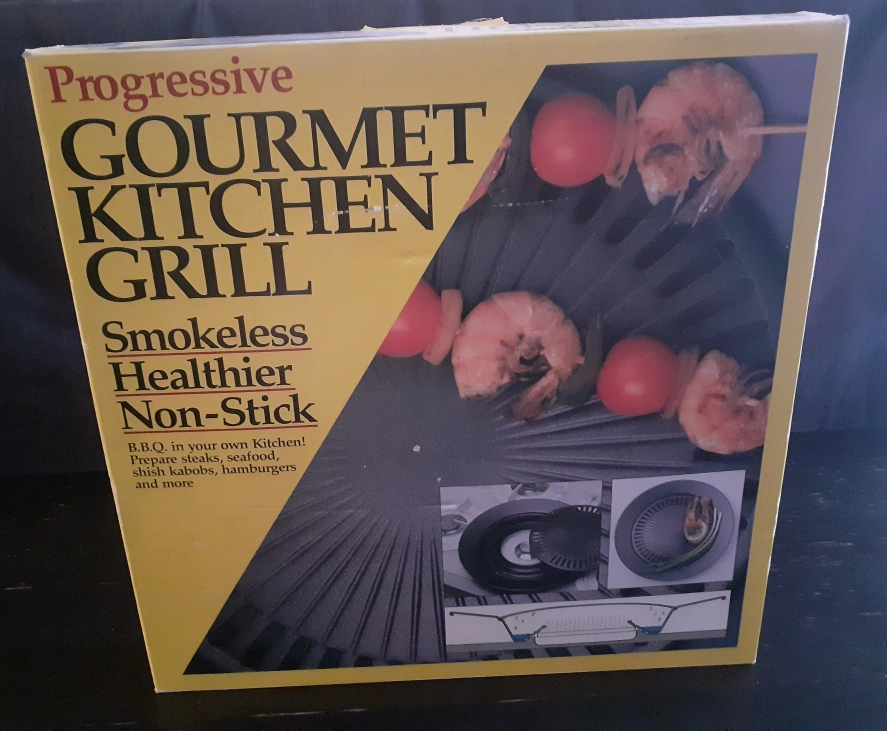 Progressive
GOURMET
KITCHEN
GRILL
Smokeless
Healthier
Non-Stick
B.B.Q. in your own Kitchen!
Prepare steaks, seafood,
shish kabobs, hamburgers
and more